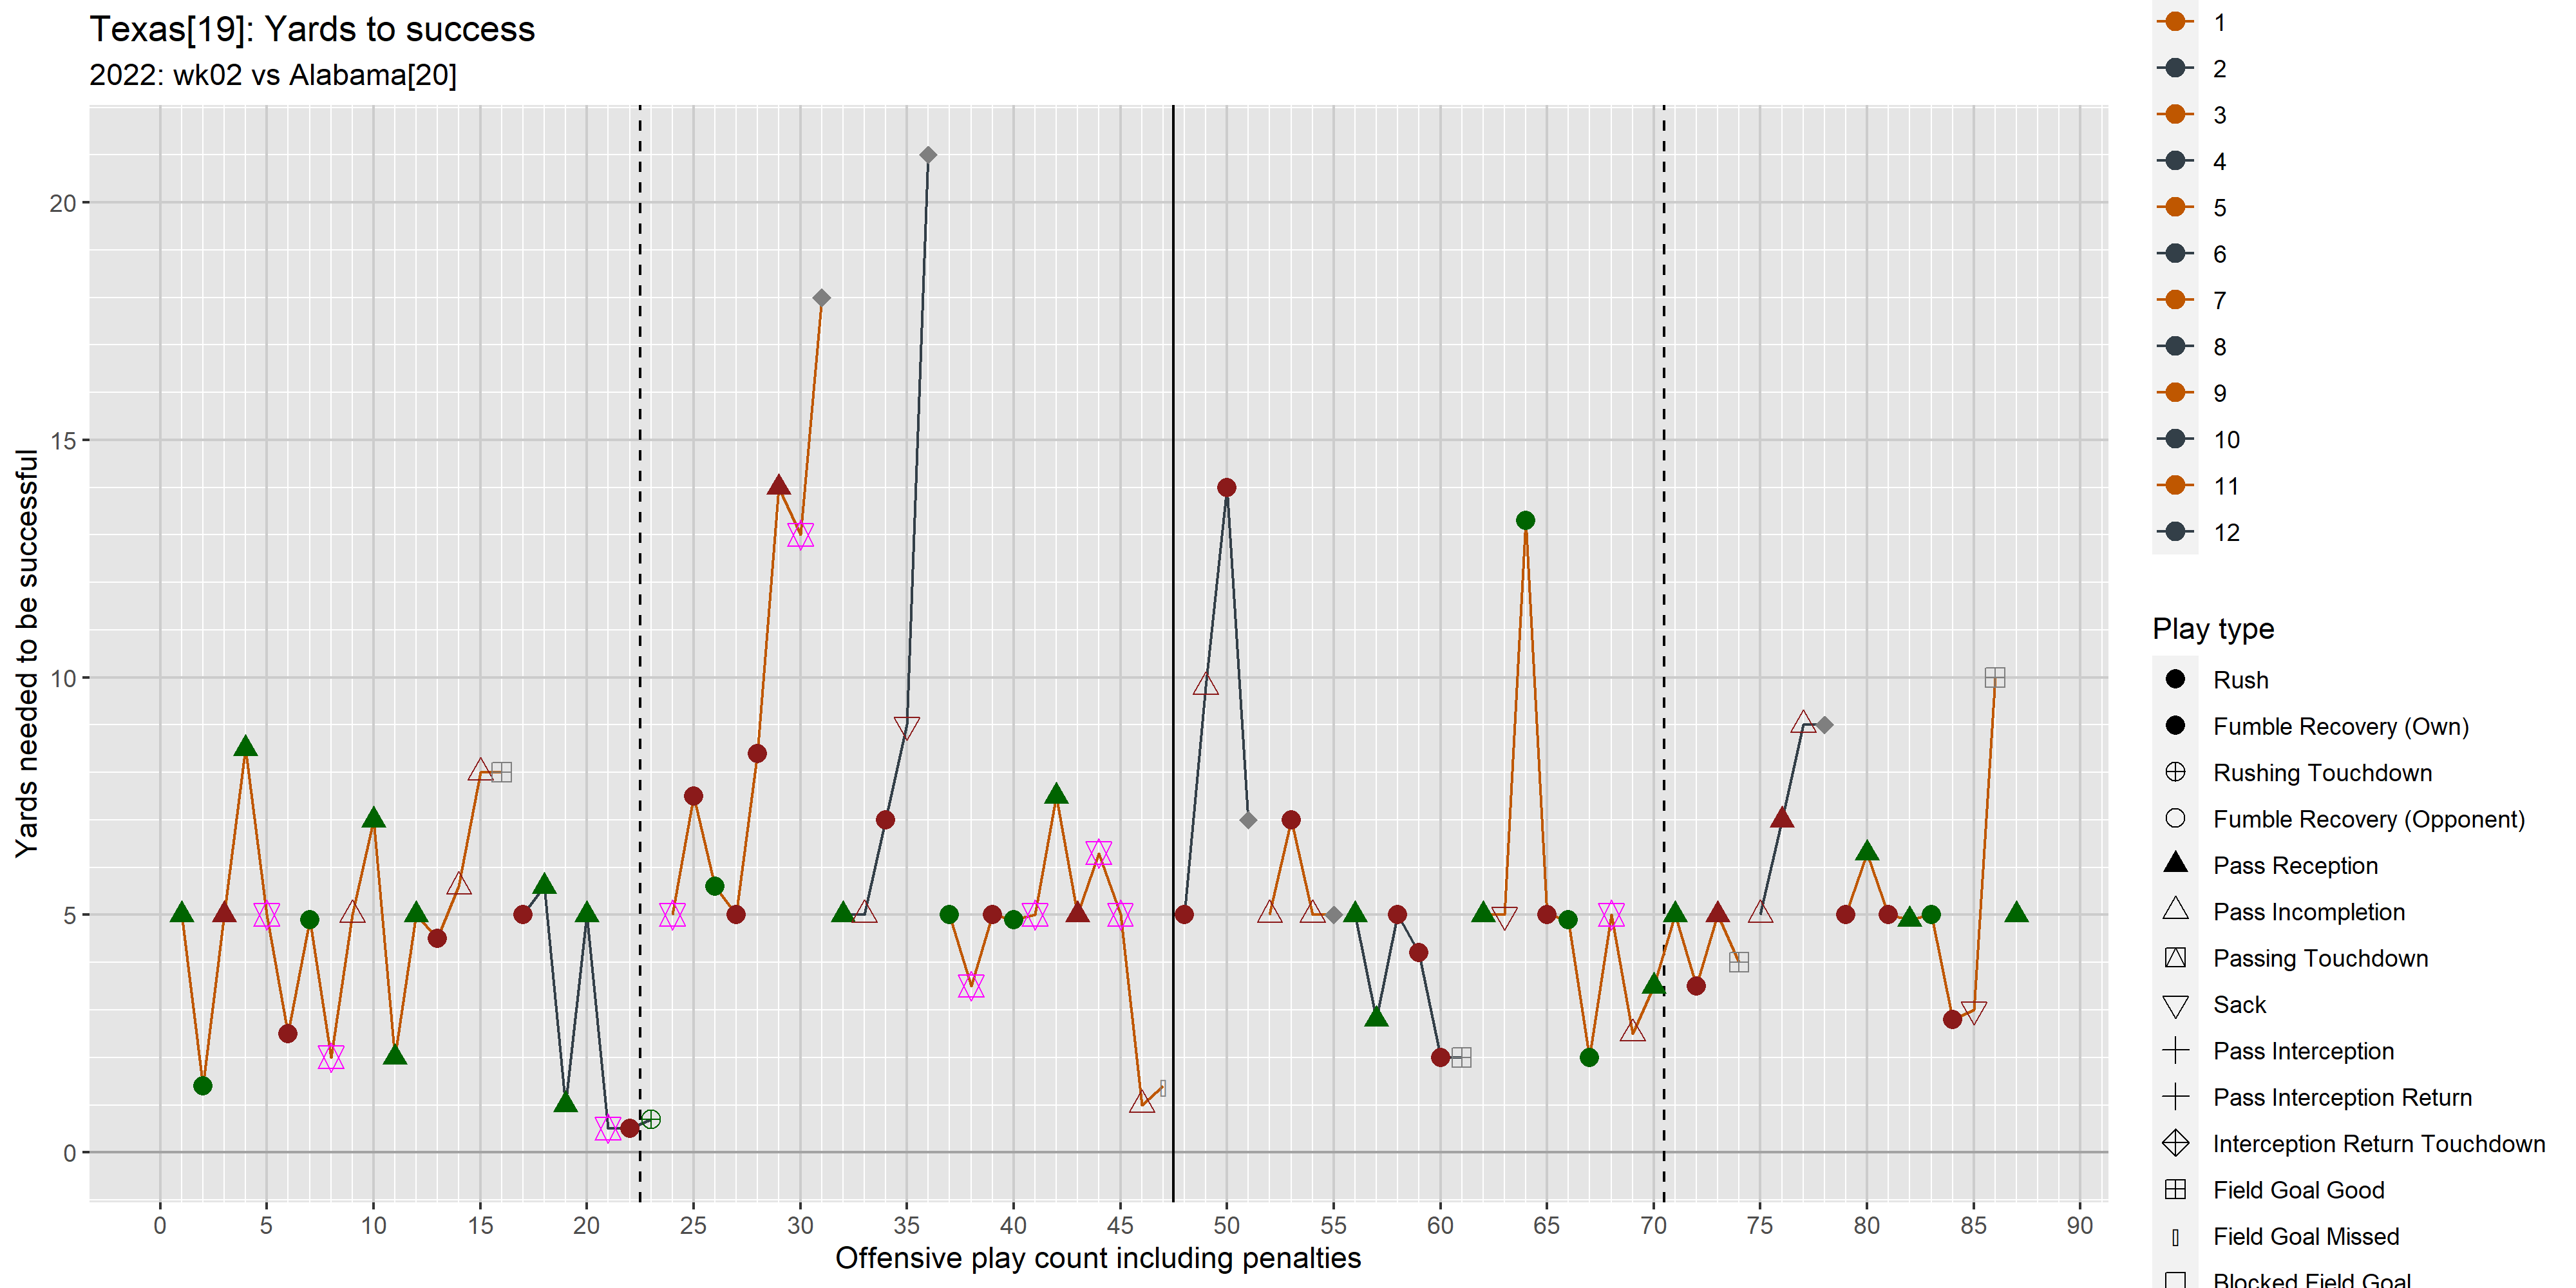 Texas[19]: Yards to success
2022: wk02 vs Alabama[20]
Yards needed to be successful
20
15
10
5
0
0 5 10 15 20 25 30 35 40 45 50 55 60 65 70 75 80 85 90
Offensive play count including penalties
1
2
3
4
5
6
7
8
9
10
11
12
Play type
Rush
Fumble Recovery (Own)
Rushing Touchdown
Fumble Recovery (Opponent)
Pass Reception
Pass Incompletion
Passing Touchdown
Sack
Pass Interception
Pass Interception Return
Interception Return Touchdown
Field Goal Good
Field Goal Missed
Blocked Field Goal